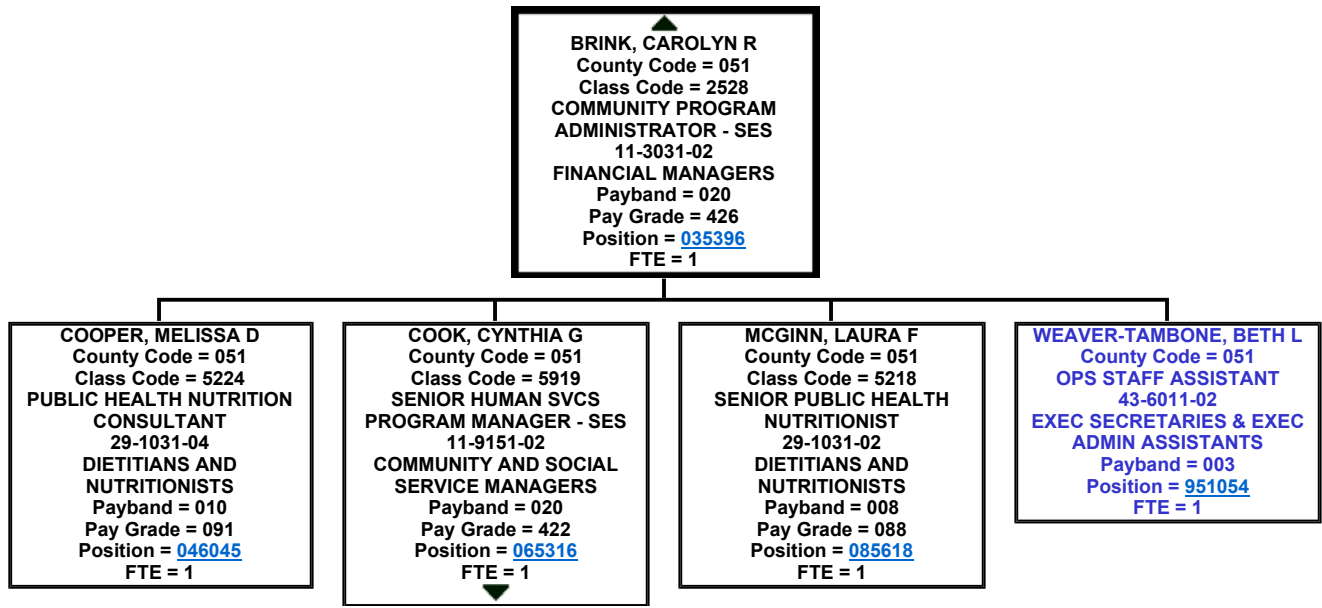 BRINK, CAROLYN R
County Code = 051
Class Code = 2528
COMMUNITY PROGRAM
ADMINISTRATOR - SES
11-3031-02
FINANCIAL MANAGERS
Payband = 020
Pay Grade = 426
Position = 035396
FTE = 1
COOPER, MELISSA D
County Code = 051
Class Code = 5224
PUBLIC HEALTH NUTRITION
CONSULTANT
29-1031-04
DIETITIANS AND
NUTRITIONISTS
Payband = 010
Pay Grade = 091
Position = 046045
FTE = 1
COOK, CYNTHIA G
County Code = 051
Class Code = 5919
SENIOR HUMAN SVCS
PROGRAM MANAGER - SES
11-9151-02
COMMUNITY AND SOCIAL
SERVICE MANAGERS
Payband = 020
Pay Grade = 422
Position = 065316
FTE = 1
MCGINN, LAURA F
County Code = 051
Class Code = 5218
SENIOR PUBLIC HEALTH
NUTRITIONIST
29-1031-02
DIETITIANS AND
NUTRITIONISTS
Payband = 008
Pay Grade = 088
Position = 085618
FTE = 1
WEAVER-TAMBONE, BETH L
County Code = 051
OPS STAFF ASSISTANT
43-6011-02
EXEC SECRETARIES & EXEC
ADMIN ASSISTANTS
Payband = 003
Position = 951054
FTE = 1